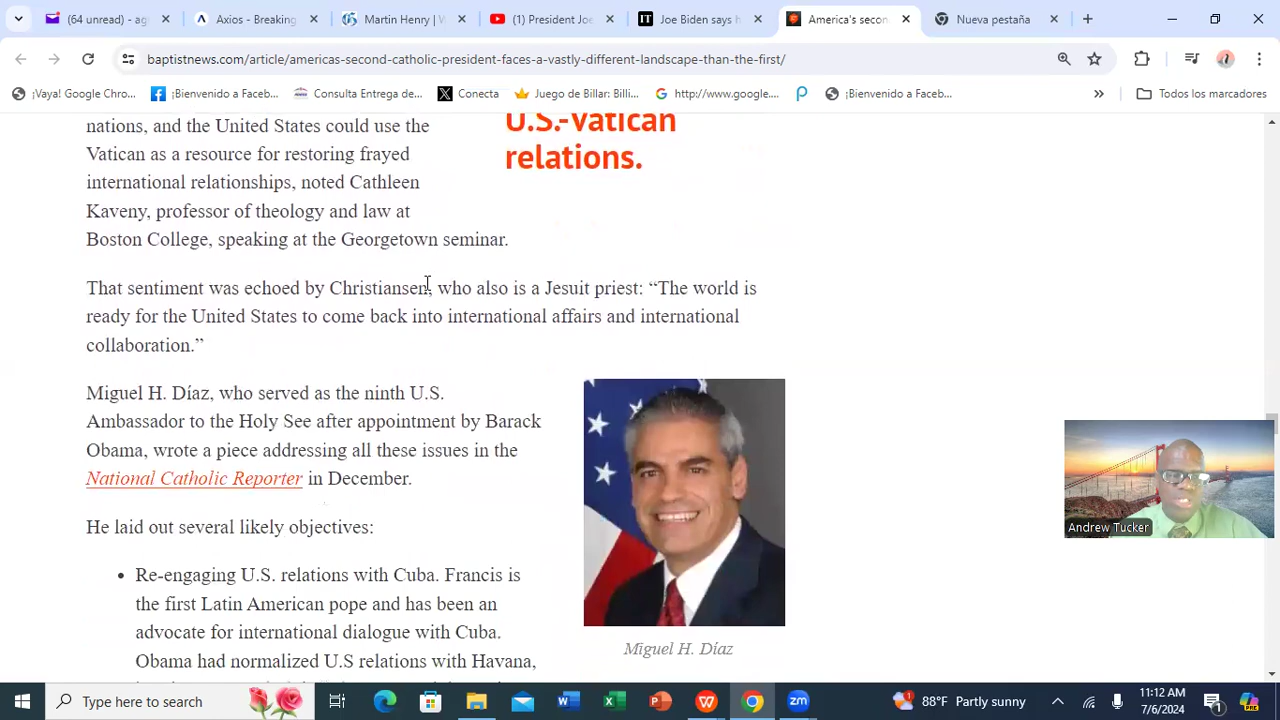 (64 unread) - ag
Axios - Breaking
Martin Henry | W
(1) President Joe
Joe Biden says h
America's secon
Nueva pestaña
baptistnews.com/article/americas-second-catholic-president-faces-a-vastly-different-landscape-than-the-first/
¡Vaya! Google Chro...
¡Bienvenido a Faceb...
Consulta Entrega de...
Conecta
Juego de Billar: Billi...
http://www.google....
¡Bienvenido a Faceb...
Todos los marcadores
nations, and the United States could use the
Vatican as a resource for restoring frayed
international relationships, noted Cathleen
Kaveny, professor of theology and law at
Boston College, speaking at the Georgetown seminar.
U.S.-Vatican
relations.
That sentiment was echoed by Christiansen, who also is a Jesuit priest: “The world is
ready for the United States to come back into international affairs and international
collaboration.”
Miguel H. Díaz, who served as the ninth U.S.
Ambassador to the Holy See after appointment by Barack
Obama, wrote a piece addressing all these issues in the
National Catholic Reporter in December.
He laid out several likely objectives:
• Re-engaging U.S. relations with Cuba. Francis is
the first Latin American pope and has been an
advocate for international dialogue with Cuba.
Obama had normalized U.S relations with Havana,
Miguel H. Díaz
Andrew Tucker
Type here to search
88°F Partly sunny
11:12 AM
7/6/2024